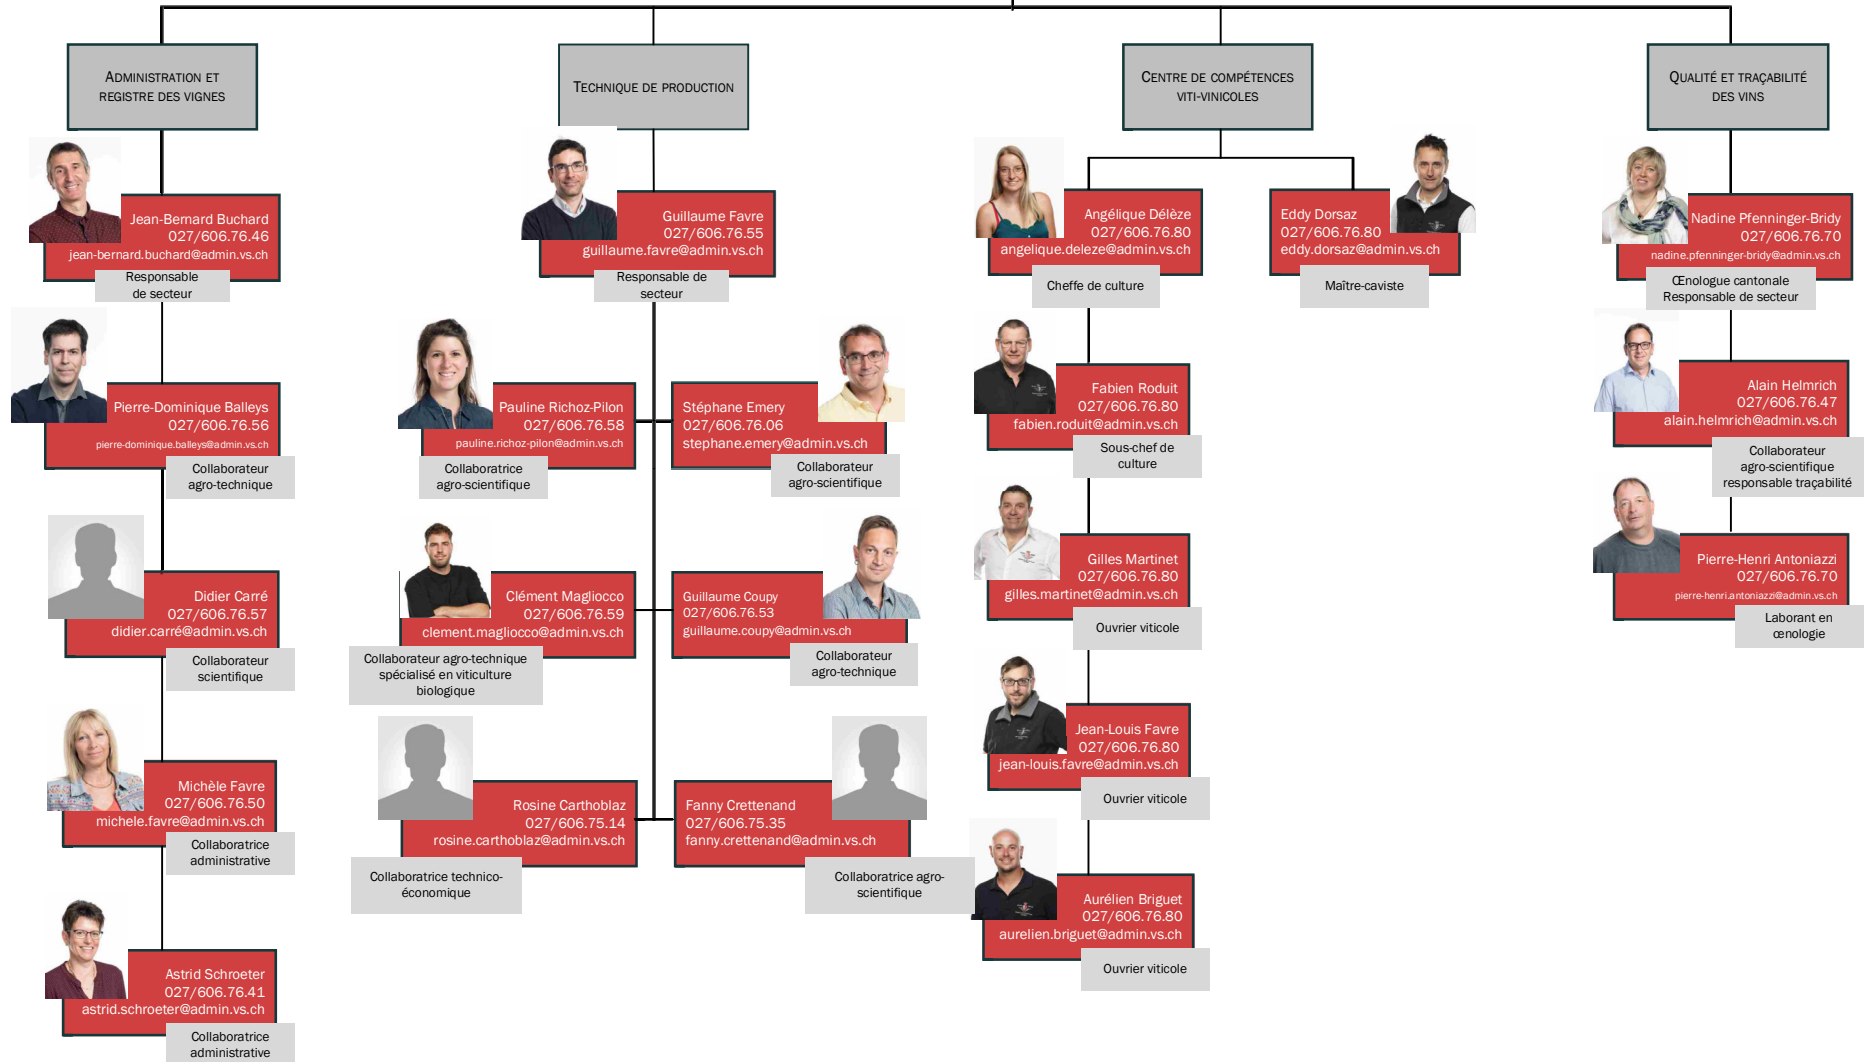 ADMINISTRATION ET
REGISTRE DES VIGNES
Jean-Bernard Buchard
027/606.76.46
jean-bernard.buchard@admin.vs.ch
Responsable
de secteur
Pierre-Dominique Balleys
027/606.76.56
pierre-dominique.balleys@admin.vs.ch
Collaborateur
agro-technique
Didier Carré
027/606.76.57
didier.carré@admin.vs.ch
Collaborateur
scientifique
Michèle Favre
027/606.76.50
michele.favre@admin.vs.ch
Collaboratrice
administrative
Astrid Schroeter
027/606.76.41
astrid.schroeter@admin.vs.ch
Collaboratrice
administrative
TECHNIQUE DE PRODUCTION
Guillaume Favre
027/606.76.55
guillaume.favre@admin.vs.ch
Responsable de
secteur
Pauline Richoz-Pilon
027/606.76.58
pauline.richoz-pilon@admin.vs.ch
Collaboratrice
agro-scientifique
Stéphane Emery
027/606.76.06
stephane.emery@admin.vs.ch
Collaborateur
agro-scientifique
Clément Magliocco
027/606.76.59
clement.magliocco@admin.vs.ch
Collaborateur agro-technique
spécialisé en viticulture
biologique
Guillaume Coupy
027/606.76.53
guillaume.coupy@admin.vs.ch
Collaborateur
agro-technique
Rosine Carthoblaz
027/606.75.14
rosine.carthoblaz@admin.vs.ch
Collaboratrice technico-
économique
Fanny Crettenand
027/606.75.35
fanny.crettenand@admin.vs.ch
Collaboratrice agro-
scientifique
CENTRE DE COMPÉTENCES
VITI-VINICOLES
Angélique Délèze
027/606.76.80
angelique.deleze@admin.vs.ch
Cheffe de culture
Eddy Dorsaz
027/606.76.80
eddy.dorsaz@admin.vs.ch
Maître-caviste
Fabien Roduit
027/606.76.80
fabien.roduit@admin.vs.ch
Sous-chef de
culture
Gilles Martinet
027/606.76.80
gilles.martinet@admin.vs.ch
Ouvrier viticole
Jean-Louis Favre
027/606.76.80
jean-louis.favre@admin.vs.ch
Ouvrier viticole
Aurélien Briguet
027/606.76.80
aurelien.briguet@admin.vs.ch
Ouvrier viticole
QUALITÉ ET TRAÇABILITÉ
DES VINS
Nadine Pfenninger-Bridy
027/606.76.70
nadine.pfenninger-bridy@admin.vs.ch
Œnologue cantonale
Responsable de secteur
Alain Helmrich
027/606.76.47
alain.helmrich@admin.vs.ch
Collaborateur
agro-scientifique
responsable traçabilité
Pierre-Henri Antoniazzi
027/606.76.70
pierre-henri.antoniazzi@admin.vs.ch
Laborant en
œnologie